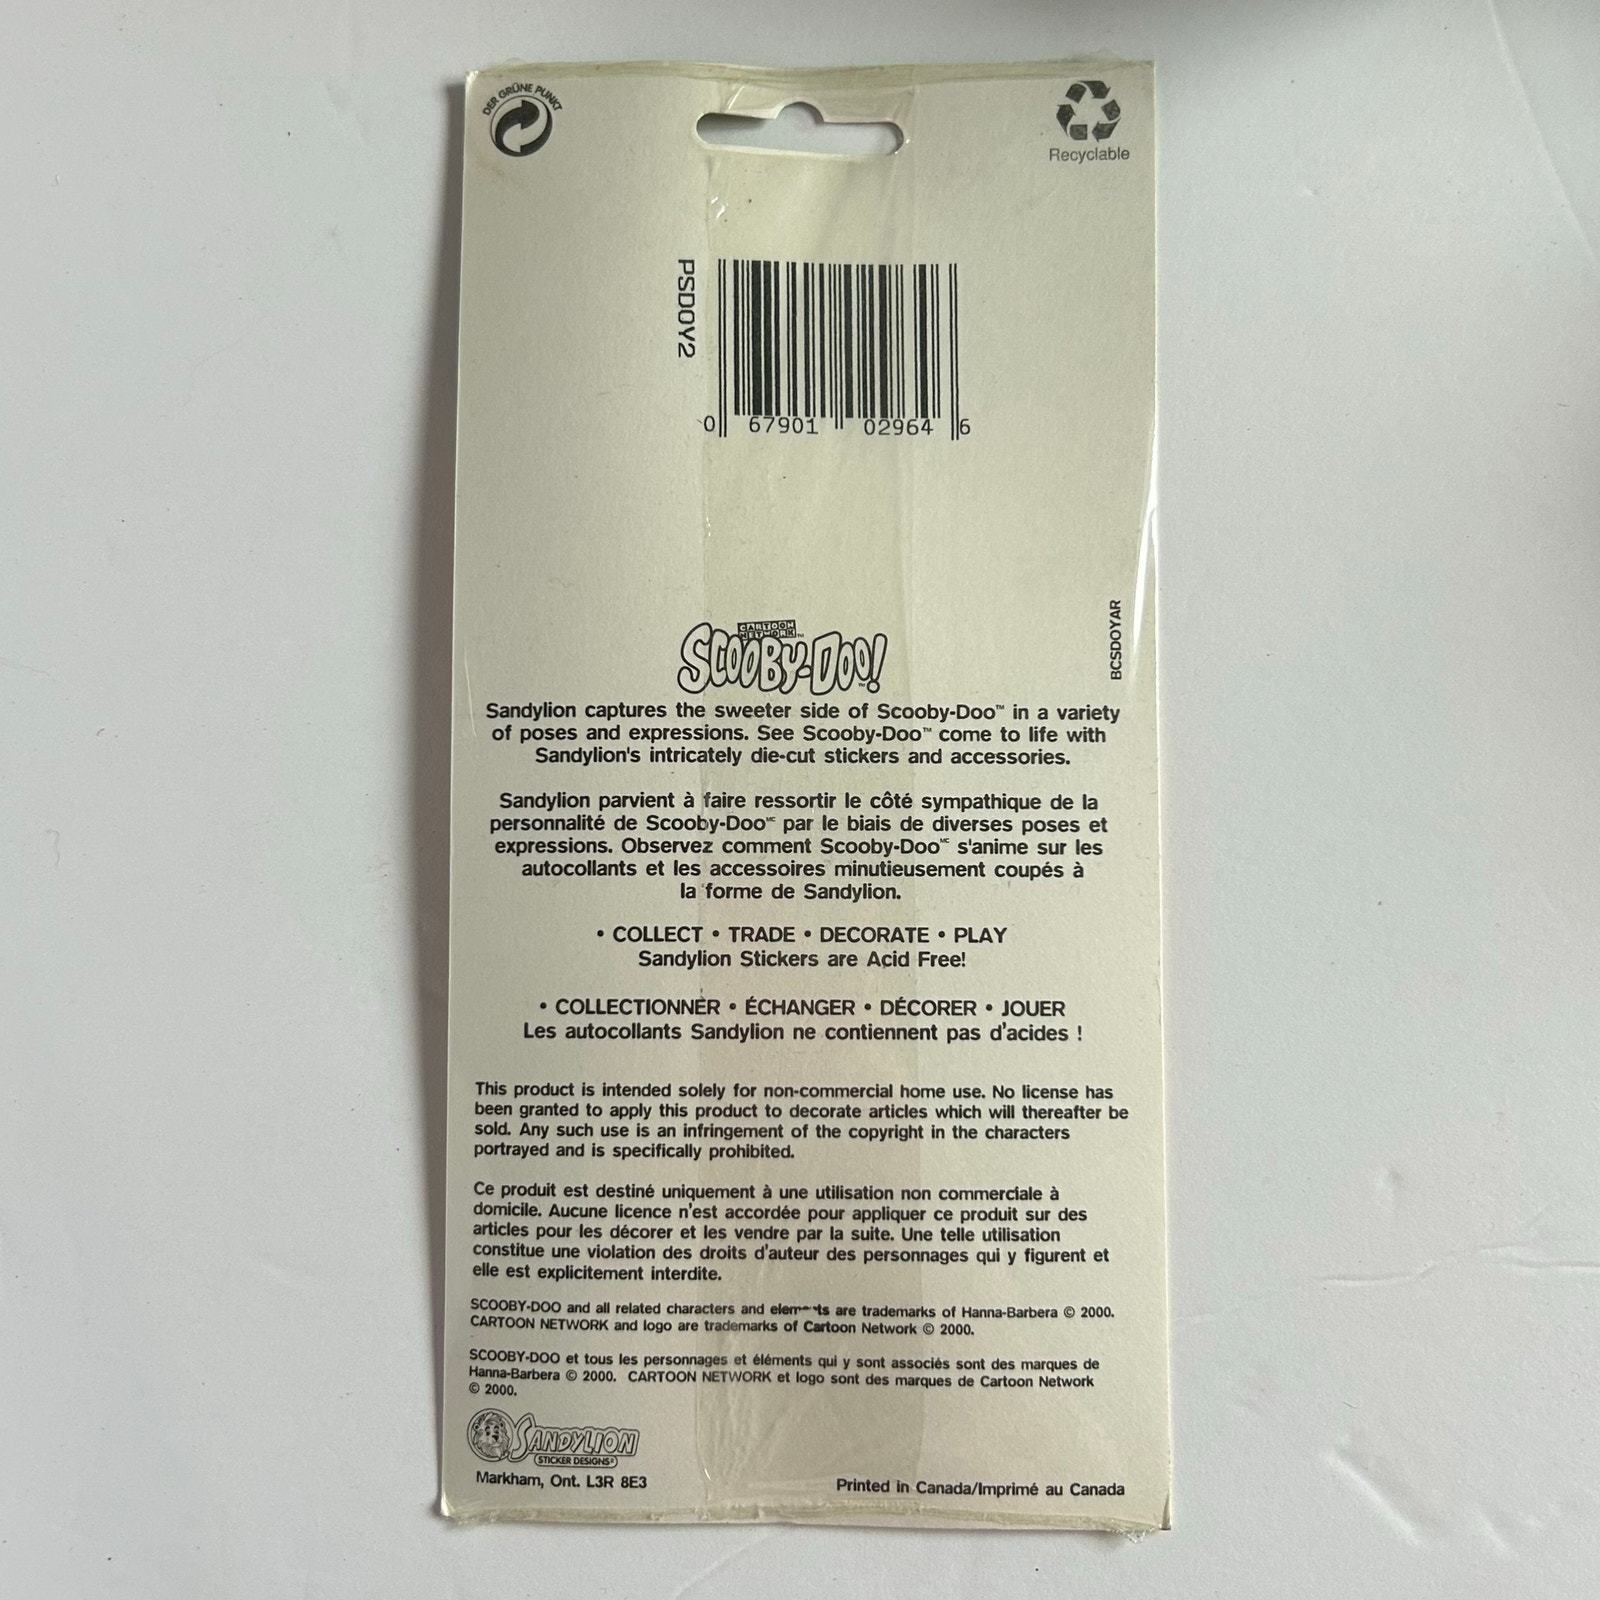 DER GRÜNE PUNKT
Recyclable
PSDOY2
0 67901 02964 6
BCSDOYAR
CARTOON NETWORK™
SCOOBY-DOO!™
Sandylion captures the sweeter side of Scooby-Doo™ in a variety
of poses and expressions. See Scooby-Doo™ come to life with
Sandylion's intricately die-cut stickers and accessories.
Sandylion parvient à faire ressortir le côté sympathique de la
personnalité de Scooby-Doo MC par le biais de diverses poses et
expressions. Observez comment Scooby-Doo MC s'anime sur les
autocollants et les accessoires minutieusement coupés à
la forme de Sandylion.
• COLLECT • TRADE • DECORATE • PLAY
Sandylion Stickers are Acid Free!
• COLLECTIONNER • ÉCHANGER • DÉCORER • JOUER
Les autocollants Sandylion ne contiennent pas d'acides !
This product is intended solely for non-commercial home use. No license has
been granted to apply this product to decorate articles which will thereafter be
sold. Any such use is an infringement of the copyright in the characters
portrayed and is specifically prohibited.
Ce produit est destiné uniquement à une utilisation non commerciale à
domicile. Aucune licence n'est accordée pour appliquer ce produit sur des
articles pour les décorer et les vendre par la suite. Une telle utilisation
constitue une violation des droits d'auteur des personnages qui y figurent et
elle est explicitement interdite.
SCOOBY-DOO and all related characters and elements are trademarks of Hanna-Barbera © 2000.
CARTOON NETWORK and logo are trademarks of Cartoon Network © 2000.
SCOOBY-DOO et tous les personnages et éléments qui y sont associés sont des marques de
Hanna-Barbera © 2000. CARTOON NETWORK et logo sont des marques de Cartoon Network
© 2000.
SANDYLION
STICKER DESIGNS®
Markham, Ont. L3R 8E3
Printed in Canada/Imprimé au Canada